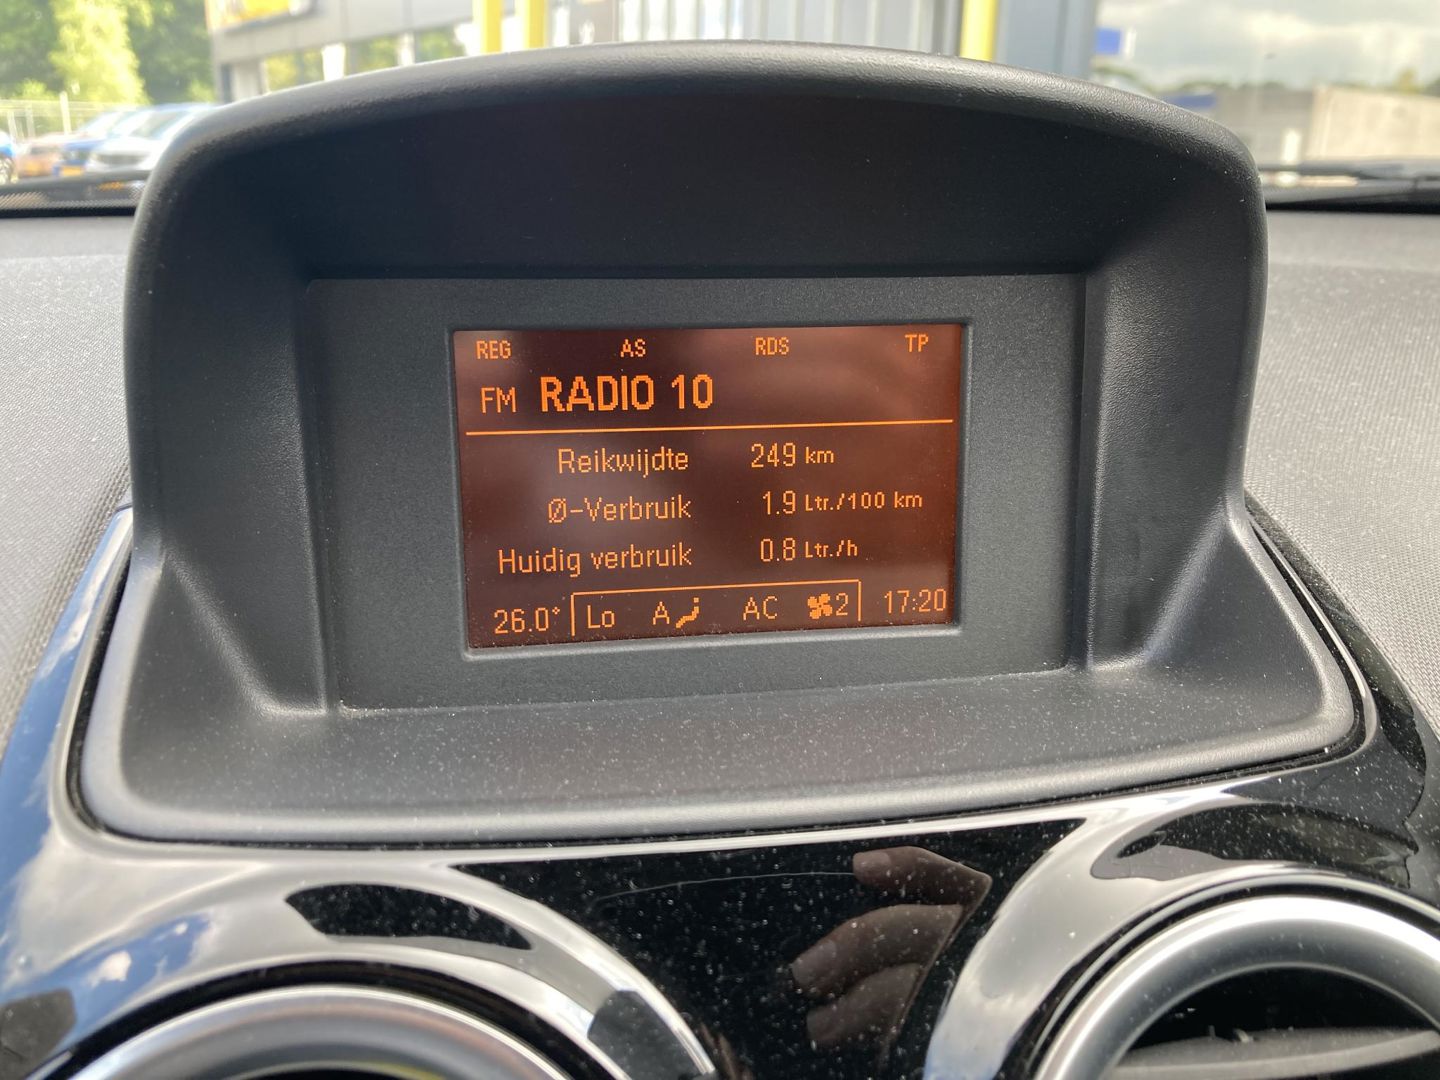 REG AS RDS TP
FM RADIO 10
Reikwijdte 249 km
Ø-Verbruik 1.9 Ltr./100 km
Huidig verbruik 0.8 Ltr./h
26.0° Lo A AC 2 17:20